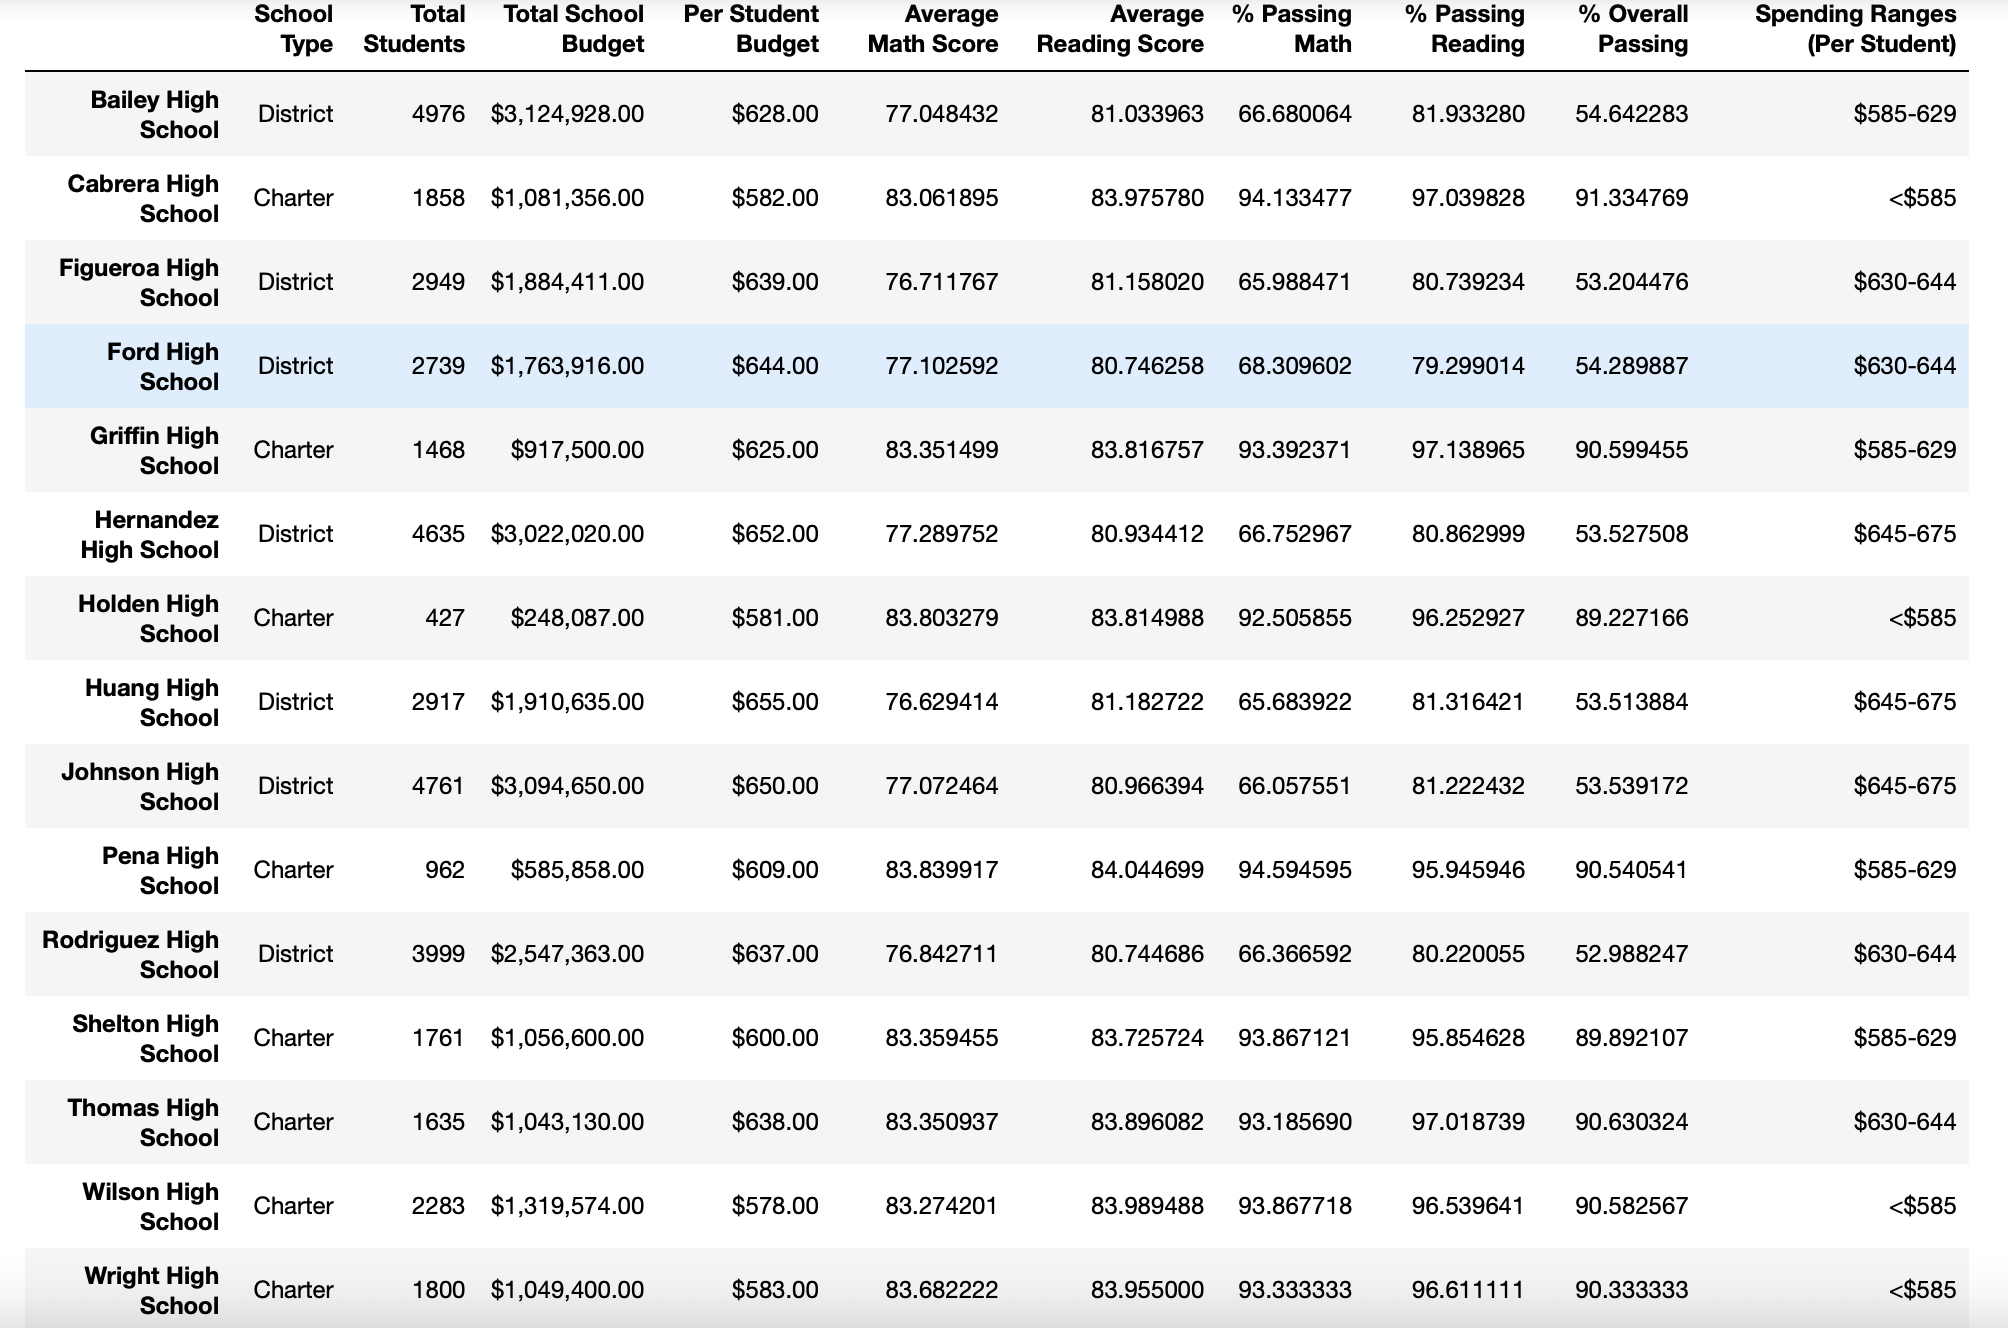 School Type Total Students Total School Budget Per Student Budget Average Math Score Average Reading Score % Passing Math % Passing Reading % Overall Passing Spending Ranges (Per Student)
Bailey High School District 4976 $3,124,928.00 $628.00 77.048432 81.033963 66.680064 81.933280 54.642283 $585-629
Cabrera High School Charter 1858 $1,081,356.00 $582.00 83.061895 83.975780 94.133477 97.039828 91.334769 <$585
Figueroa High School District 2949 $1,884,411.00 $639.00 76.711767 81.158020 65.988471 80.739234 53.204476 $630-644
Ford High School District 2739 $1,763,916.00 $644.00 77.102592 80.746258 68.309602 79.299014 54.289887 $630-644
Griffin High School Charter 1468 $917,500.00 $625.00 83.351499 83.816757 93.392371 97.138965 90.599455 $585-629
Hernandez High School District 4635 $3,022,020.00 $652.00 77.289752 80.934412 66.752967 80.862999 53.527508 $645-675
Holden High School Charter 427 $248,087.00 $581.00 83.803279 83.814988 92.505855 96.252927 89.227166 <$585
Huang High School District 2917 $1,910,635.00 $655.00 76.629414 81.182722 65.683922 81.316421 53.513884 $645-675
Johnson High School District 4761 $3,094,650.00 $650.00 77.072464 80.966394 66.057551 81.222432 53.539172 $645-675
Pena High School Charter 962 $585,858.00 $609.00 83.839917 84.044699 94.594595 95.945946 90.540541 $585-629
Rodriguez High School District 3999 $2,547,363.00 $637.00 76.842711 80.744686 66.366592 80.220055 52.988247 $630-644
Shelton High School Charter 1761 $1,056,600.00 $600.00 83.359455 83.725724 93.867121 95.854628 89.892107 $585-629
Thomas High School Charter 1635 $1,043,130.00 $638.00 83.350937 83.896082 93.185690 97.018739 90.630324 $630-644
Wilson High School Charter 2283 $1,319,574.00 $578.00 83.274201 83.989488 93.867718 96.539641 90.582567 <$585
Wright High School Charter 1800 $1,049,400.00 $583.00 83.682222 83.955000 93.333333 96.611111 90.333333 <$585